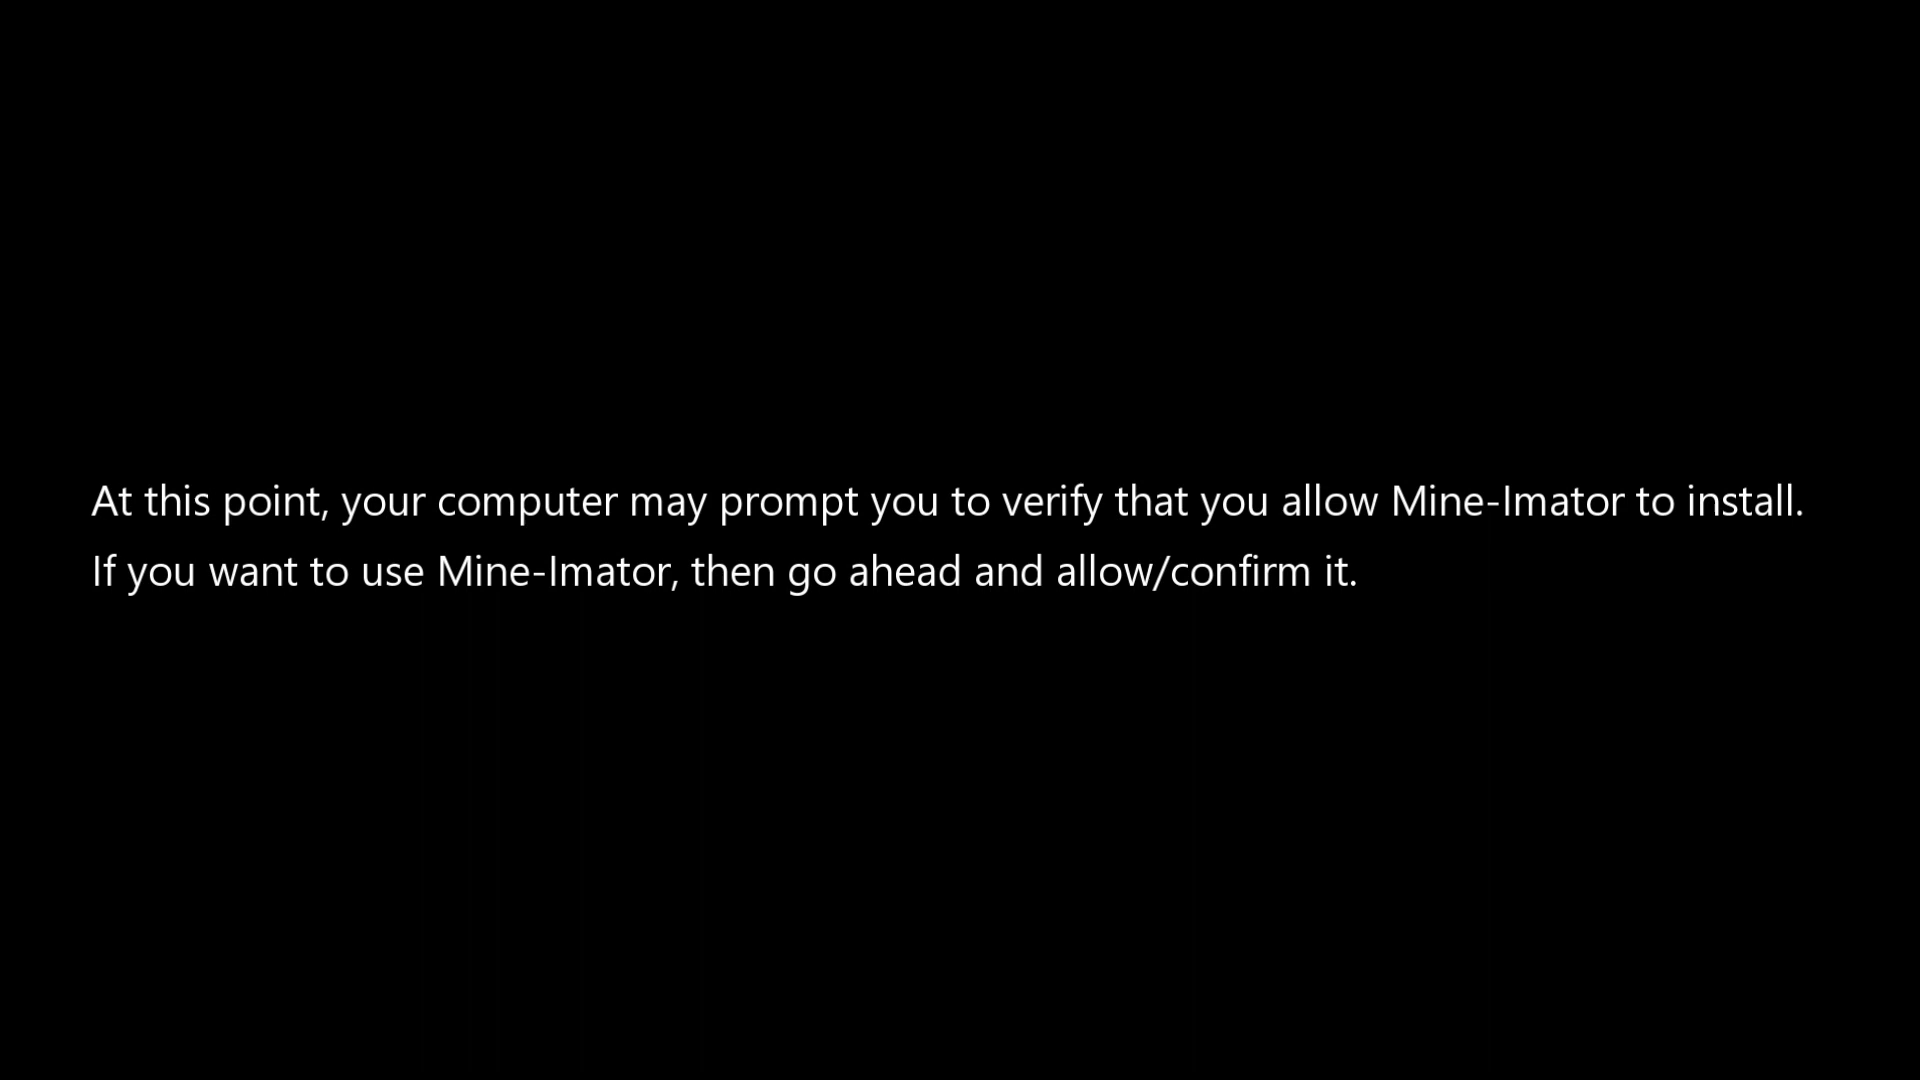 At this point, your computer may prompt you to verify that you allow Mine-Imator to install.
If you want to use Mine-Imator, then go ahead and allow/confirm it.